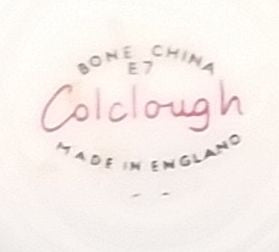 BONE CHINA
E7
Colclough
MADE IN ENGLAND
- -